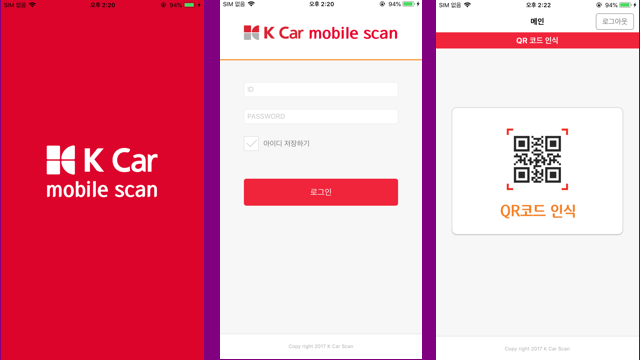 SIM 없음 오후 2:20 94%
K Car
mobile scan
SIM 없음 오후 2:20 94%
K Car mobile scan
ID
PASSWORD
아이디 저장하기
로그인
Copy right 2017 K Car Scan
SIM 없음 오후 2:22 94%
메인 로그아웃
QR 코드 인식
QR코드 인식
Copy right 2017 K Car Scan